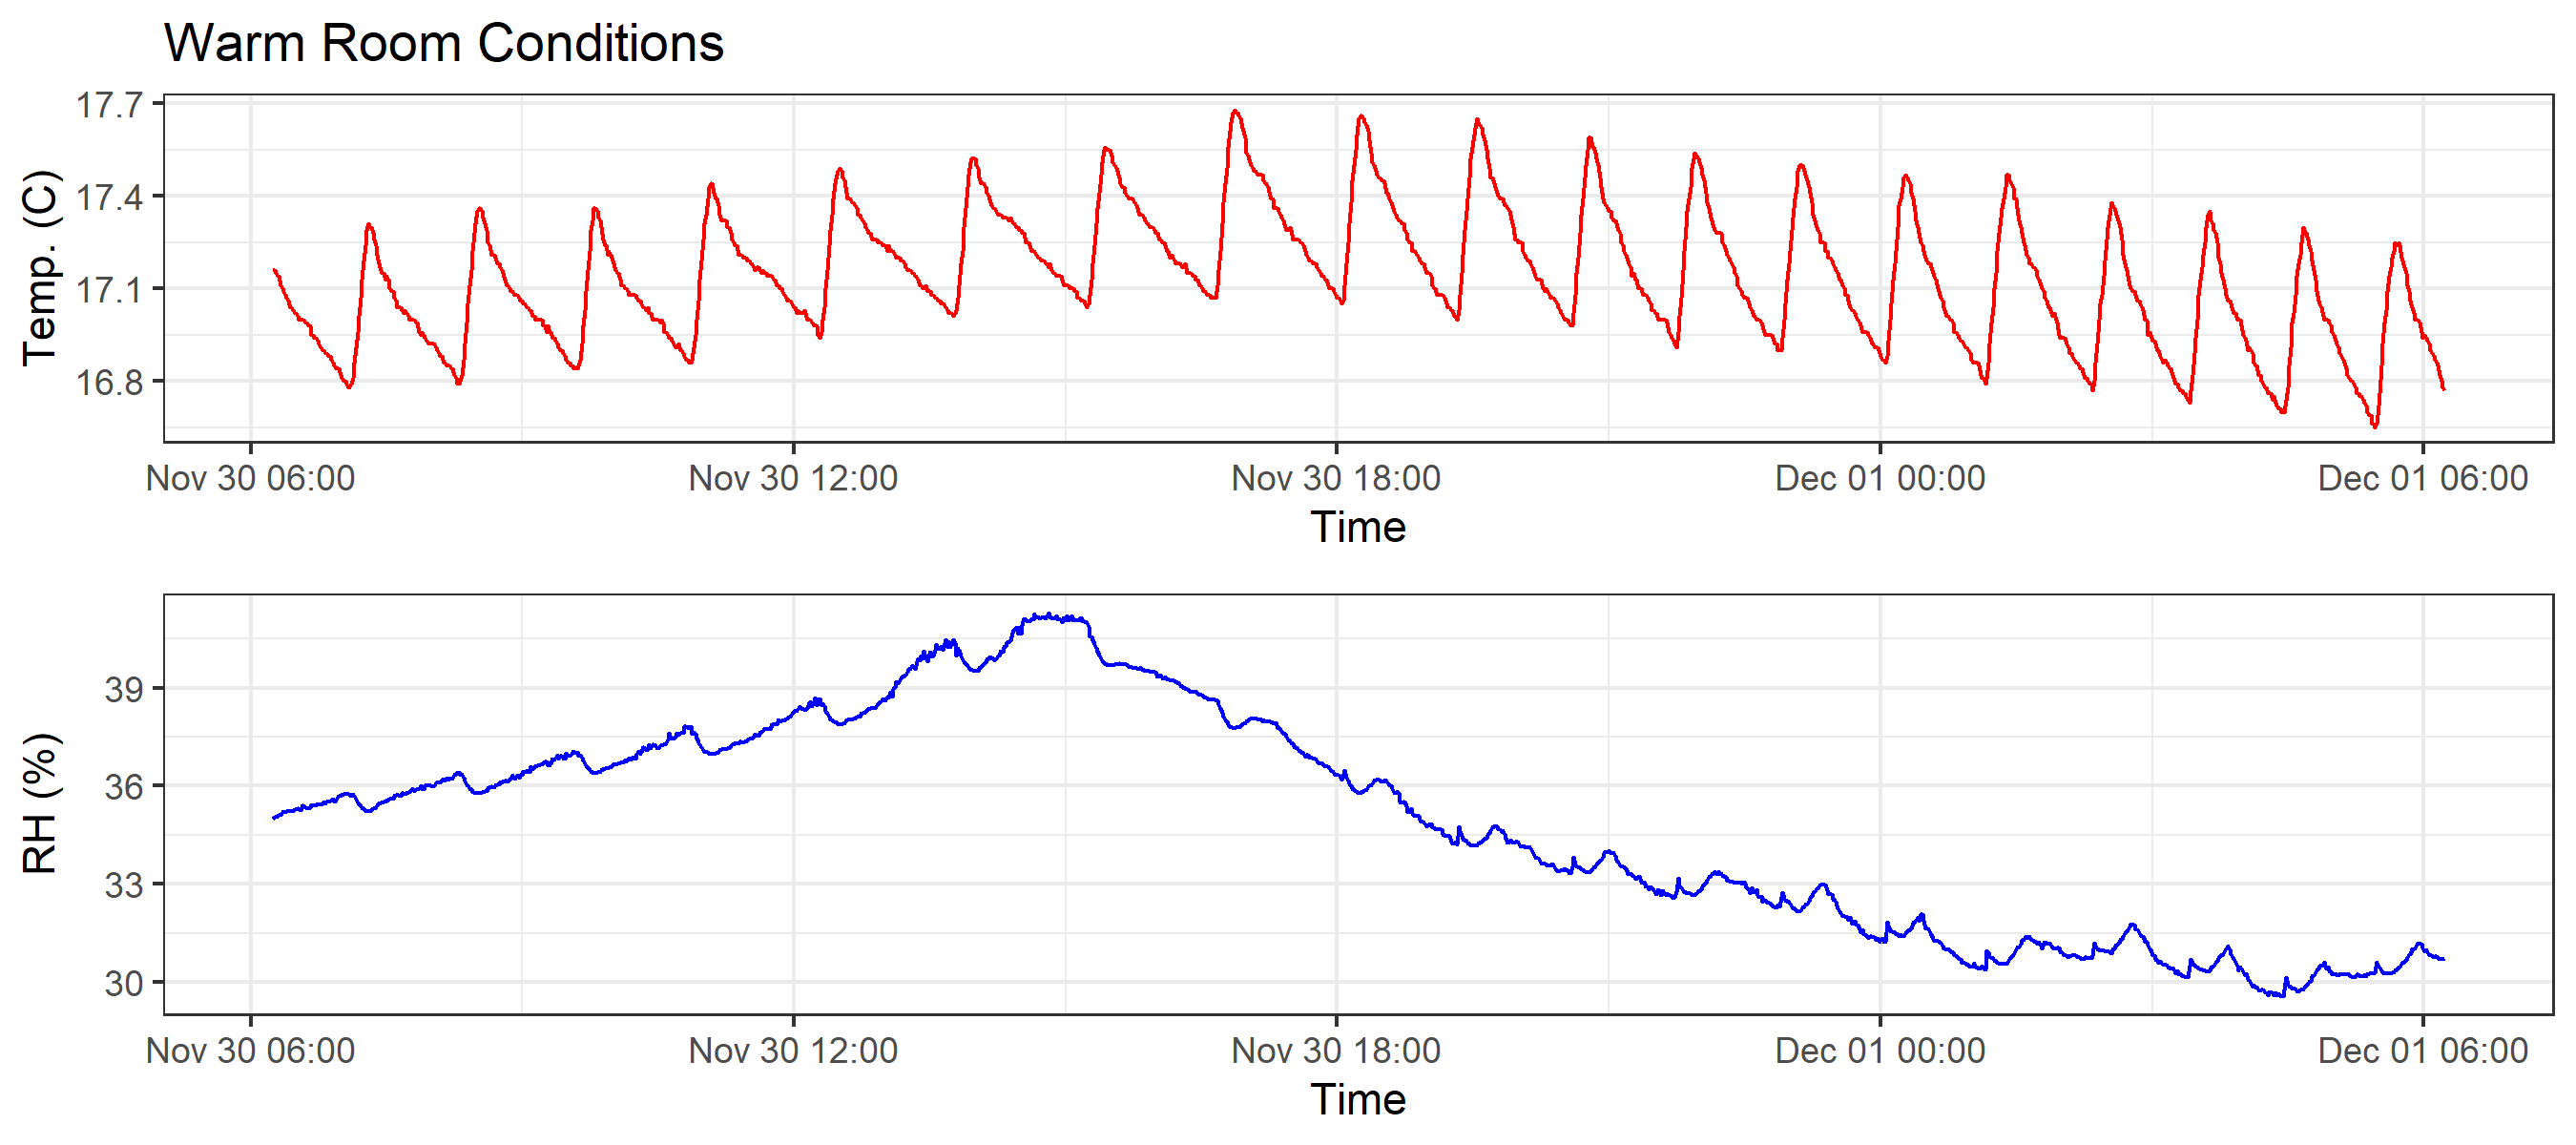 Warm Room Conditions
17.7
17.4
17.1
16.8
Temp. (C)
Nov 30 06:00 Nov 30 12:00 Nov 30 18:00 Dec 01 00:00 Dec 01 06:00
Time
39
36
33
30
RH (%)
Nov 30 06:00 Nov 30 12:00 Nov 30 18:00 Dec 01 00:00 Dec 01 06:00
Time